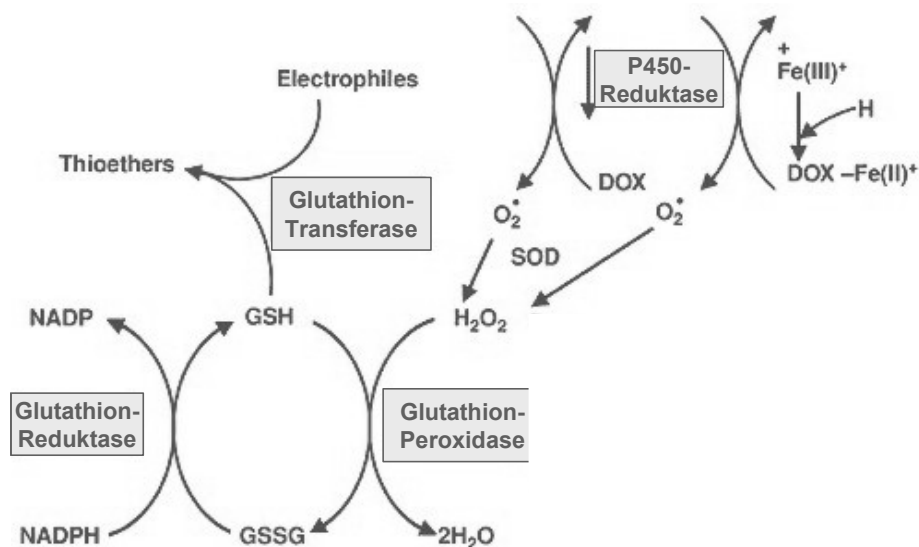 P450-
Reduktase
+
Fe(III)⁺
H
DOX –Fe(II)⁺
DOX
O₂•
O₂•
SOD
H₂O₂
Electrophiles
Thioethers
Glutathion-
Transferase
NADP
GSH
Glutathion-
Reduktase
Glutathion-
Peroxidase
NADPH
GSSG
2H₂O